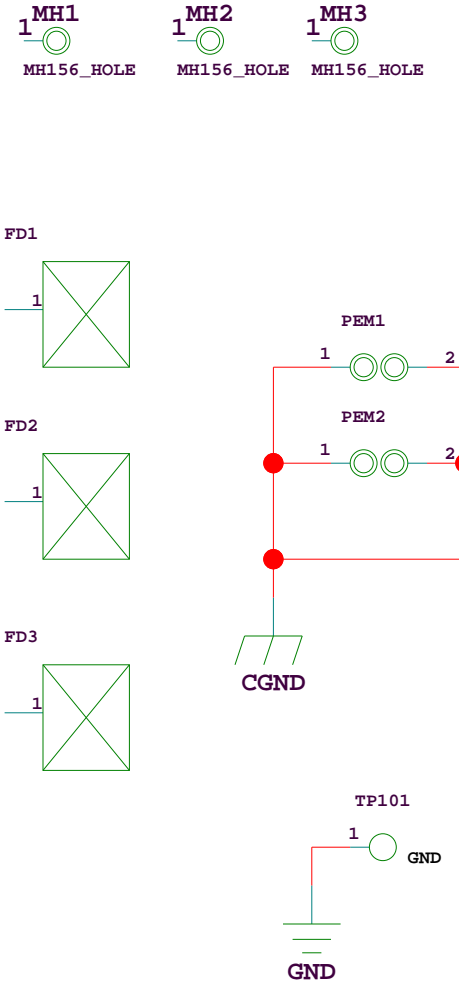 MH1 MH2 MH3
1 1 1
MH156_HOLE MH156_HOLE MH156_HOLE
FD1
1
PEM1
1 2
PEM2
FD2
1 2
1
FD3
CGND
1
TP101
1
GND
GND